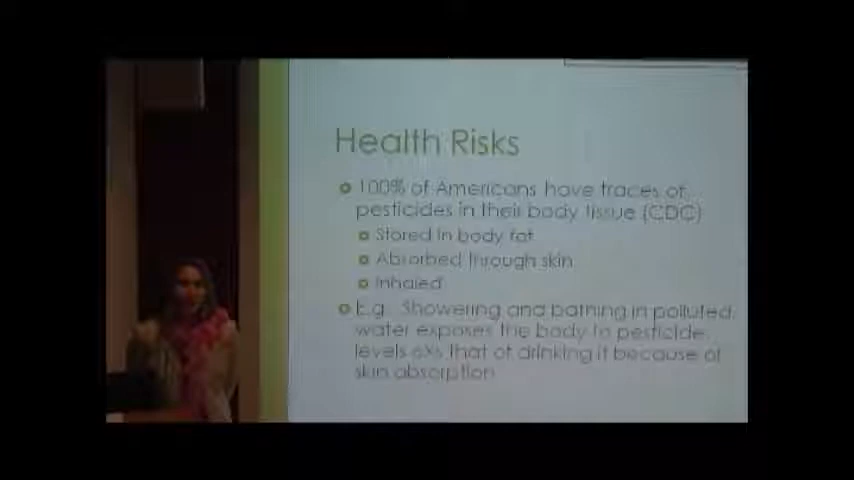 Health Risks
100% of Americans have traces of
pesticides in their body tissue (CDC)
Stored in body fat
Absorbed through skin
Inhaled
E.g. Showering and bathing in polluted
water exposes the body to pesticide
levels 6Xs that of drinking it because of
skin absorption